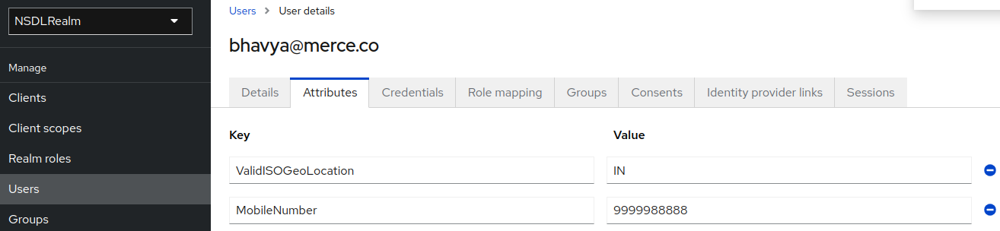 NSDLRealm
Manage
Clients
Client scopes
Realm roles
Users
Groups
Users > User details
bhavya@merce.co
Details Attributes Credentials Role mapping Groups Consents Identity provider links Sessions
Key Value
ValidISOGeoLocation IN
MobileNumber 9999988888